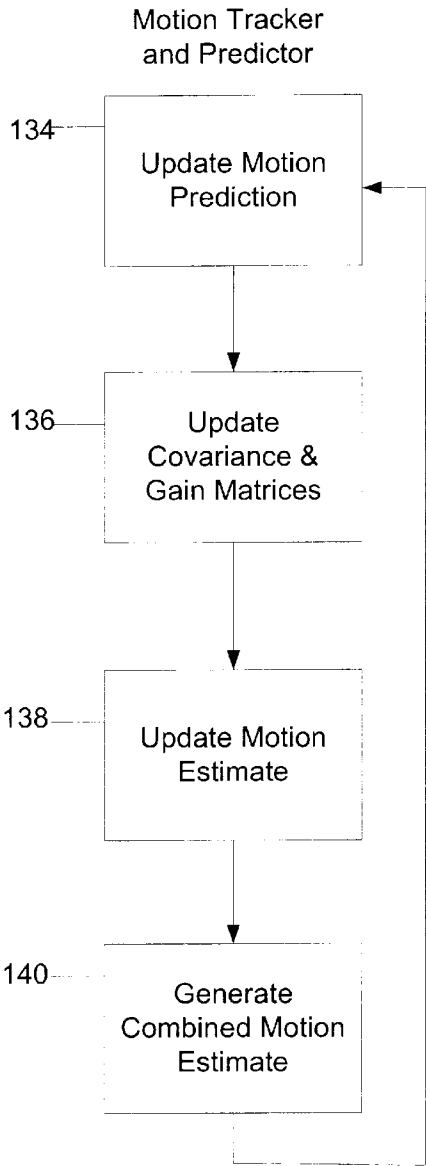 Motion Tracker
and Predictor
134
Update Motion
Prediction
136
Update
Covariance &
Gain Matrices
138
Update Motion
Estimate
140
Generate
Combined Motion
Estimate